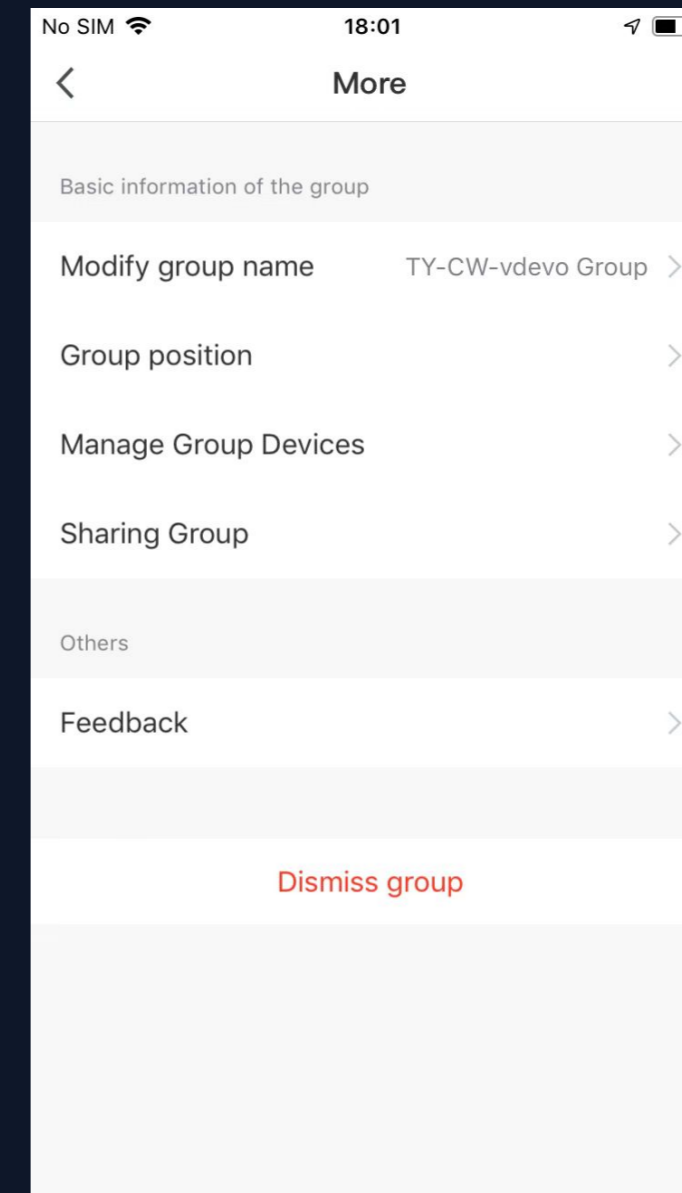 No SIM 18:01
More
Basic information of the group
Modify group name TY-CW-vdevo Group
Group position
Manage Group Devices
Sharing Group
Others
Feedback
Dismiss group